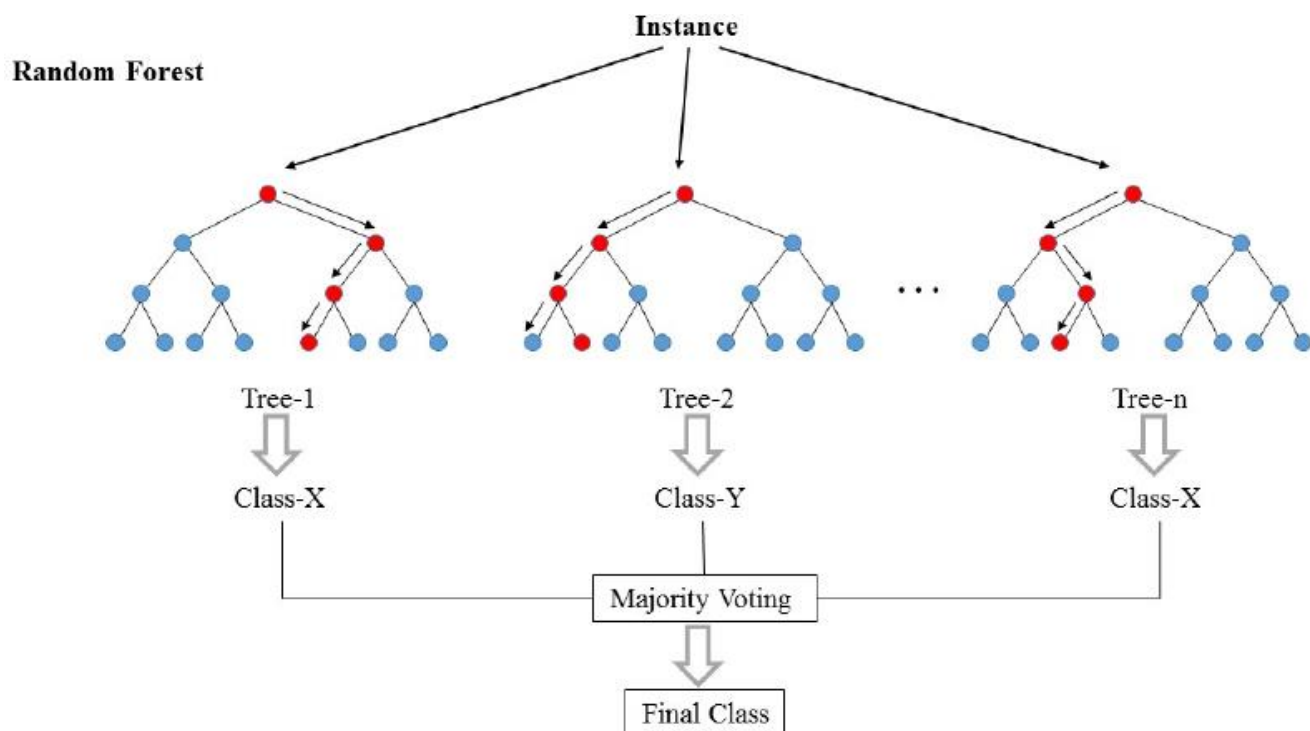 Instance
Random Forest
...
Tree-1
Tree-2
Tree-n
Class-X
Class-Y
Class-X
Majority Voting
Final Class